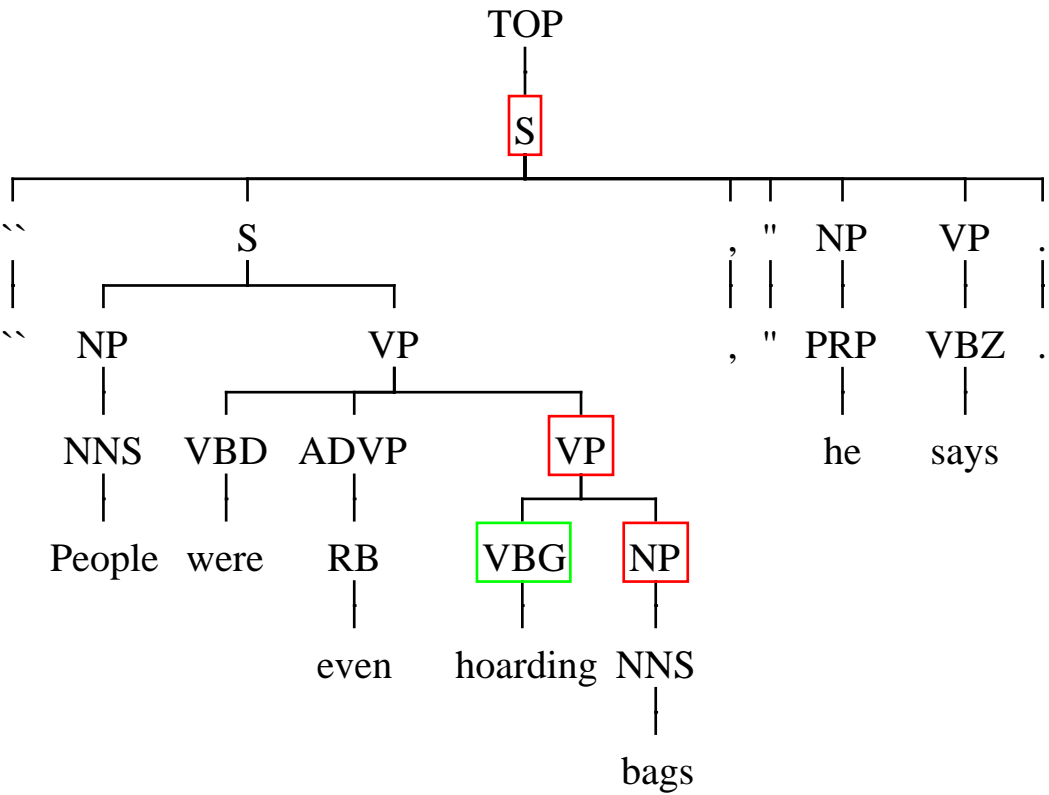 TOP
S
`` S , '' NP VP .
`` NP VP , '' PRP VBZ .
NNS VBD ADVP VP he says
People were RB VBG NP
even hoarding NNS
bags